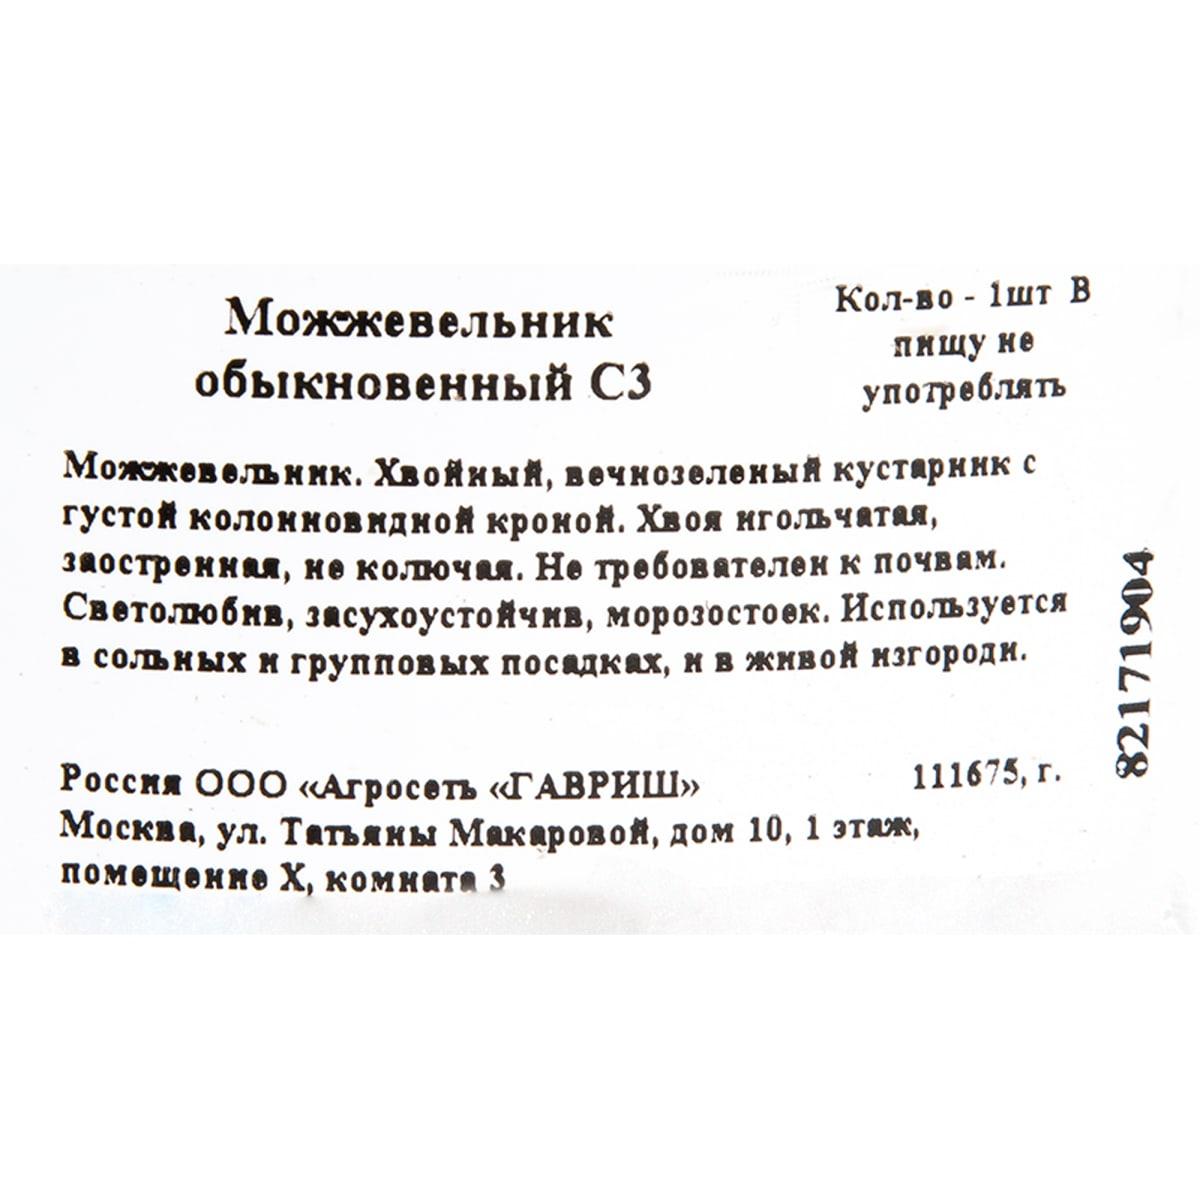 Можжевельник
обыкновенный С3
Кол-во - 1шт В
пищу не
употреблять
Можжевельник. Хвойный, вечнозеленый кустарник с
густой колонновидной кроной. Хвоя игольчатая,
заостренная, не колючая. Не требователен к почвам.
Светолюбив, засухоустойчив, морозостоек. Используется
в сольных и групповых посадках, и в живой изгороди.
Россия ООО «Агросеть «ГАВРИШ» 111675, г.
Москва, ул. Татьяны Макаровой, дом 10, 1 этаж,
помещение X, комната 3
82171904